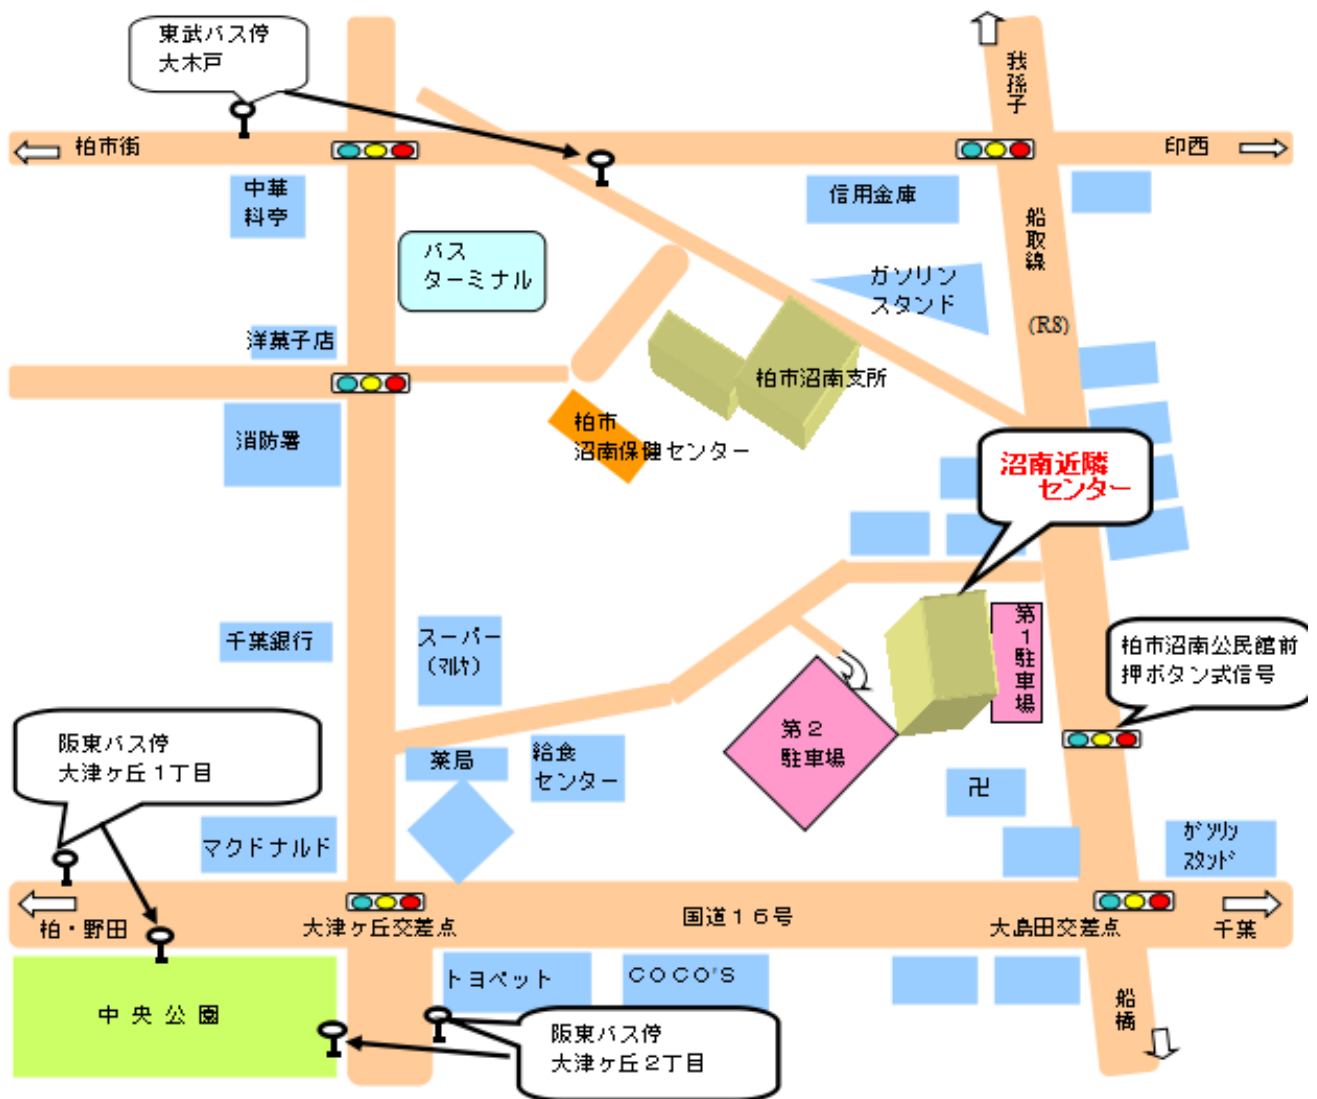 東武バス停
大木戸
我孫子
柏市街
印西
中華
料亭
信用金庫
船取線
バス
ターミナル
ガソリン
スタンド
(R8)
洋菓子店
柏市沼南支所
柏市
沼南保健センター
消防署
沼南近隣
センター
千葉銀行
スーパー
(マルヤ)
第1駐車場
柏市沼南公民館前
押ボタン式信号
第２
駐車場
阪東バス停
大津ヶ丘１丁目
薬局
給食
センター
卍
マクドナルド
ガソリン
スタンド
柏・野田
大津ヶ丘交差点
国道１６号
大島田交差点
千葉
中央公園
トヨペット
ＣＯＣＯ'Ｓ
船橋
阪東バス停
大津ヶ丘２丁目